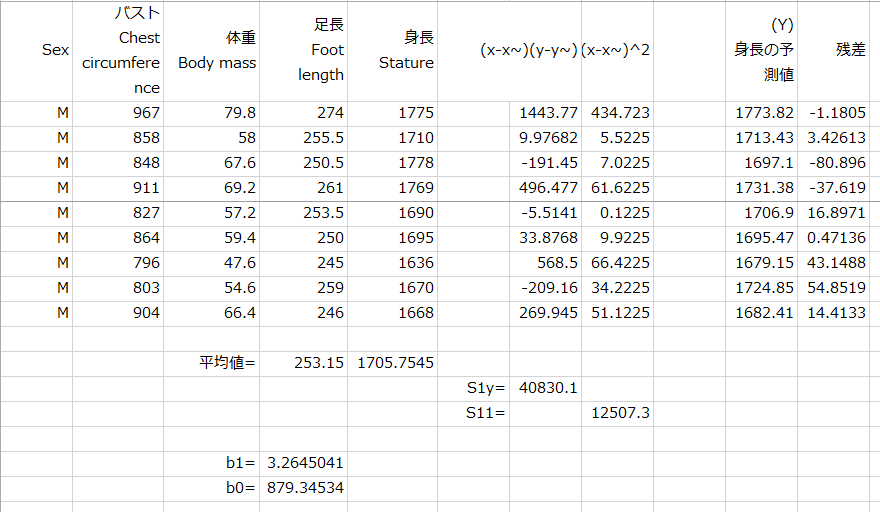 Sex バスト Chest circumfere nce 体重 Body mass 足長 Foot length 身長 Stature (x-x~)(y-y~) (x-x~)^2 (Y) 身長の予測値 残差
M 967 79.8 274 1775 1443.77 434.723 1773.82 -1.1805
M 858 58 255.5 1710 9.97682 5.5225 1713.43 3.42613
M 848 67.6 250.5 1778 -191.45 7.0225 1697.1 -80.896
M 911 69.2 261 1769 496.477 61.6225 1731.38 -37.619
M 827 57.2 253.5 1690 -5.5141 0.1225 1706.9 16.8971
M 864 59.4 250 1695 33.8768 9.9225 1695.47 0.47136
M 796 47.6 245 1636 568.5 66.4225 1679.15 43.1488
M 803 54.6 259 1670 -209.16 34.2225 1724.85 54.8519
M 904 66.4 246 1668 269.945 51.1225 1682.41 14.4133
平均値= 253.15 1705.7545
S1y= 40830.1
S11= 12507.3
b1= 3.2645041
b0= 879.34534